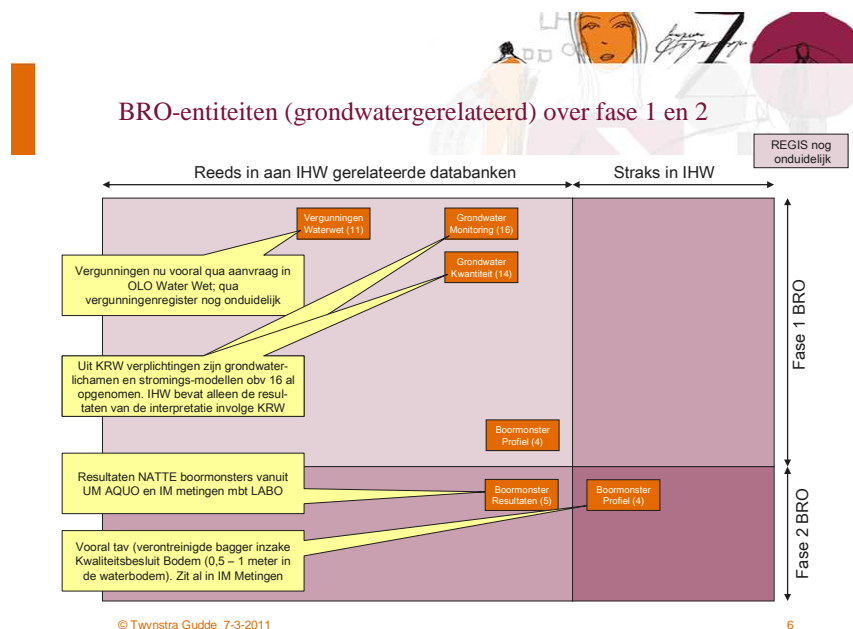 BRO-entiteiten (grondwatergerelateerd) over fase 1 en 2
REGIS nog
onduidelijk
Reeds in aan IHW gerelateerde databanken
Straks in IHW
Vergunningen
Waterwet (11)
Grondwater
Monitoring (16)
Grondwater
Kwantiteit (14)
Vergunningen nu vooral qua aanvraag in
OLO Water Wet; qua
vergunningenregister nog onduidelijk
Fase 1 BRO
Uit KRW verplichtingen zijn grondwater-
lichamen en stromings-modellen obv 16 al
opgenomen. IHW bevat alleen de resul-
taten van de interpretatie involge KRW
Boormonster
Profiel (4)
Resultaten NATTE boormonsters vanuit
UM AQUO en IM metingen mbt LABO
Boormonster
Resultaten (5)
Boormonster
Profiel (4)
Fase 2 BRO
Vooral tav (verontreinigde bagger inzake
Kwaliteitsbesluit Bodem (0,5 – 1 meter in
de waterbodem). Zit al in IM Metingen
© Twynstra Gudde 7-3-2011
6